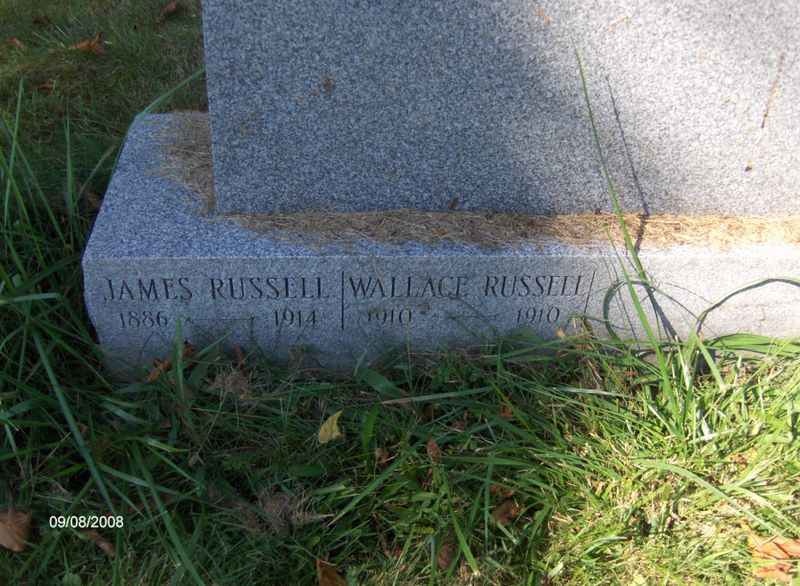 JAMES RUSSELL
1886 — 1914
WALLACE RUSSELL
1910 — 1910
09/08/2008